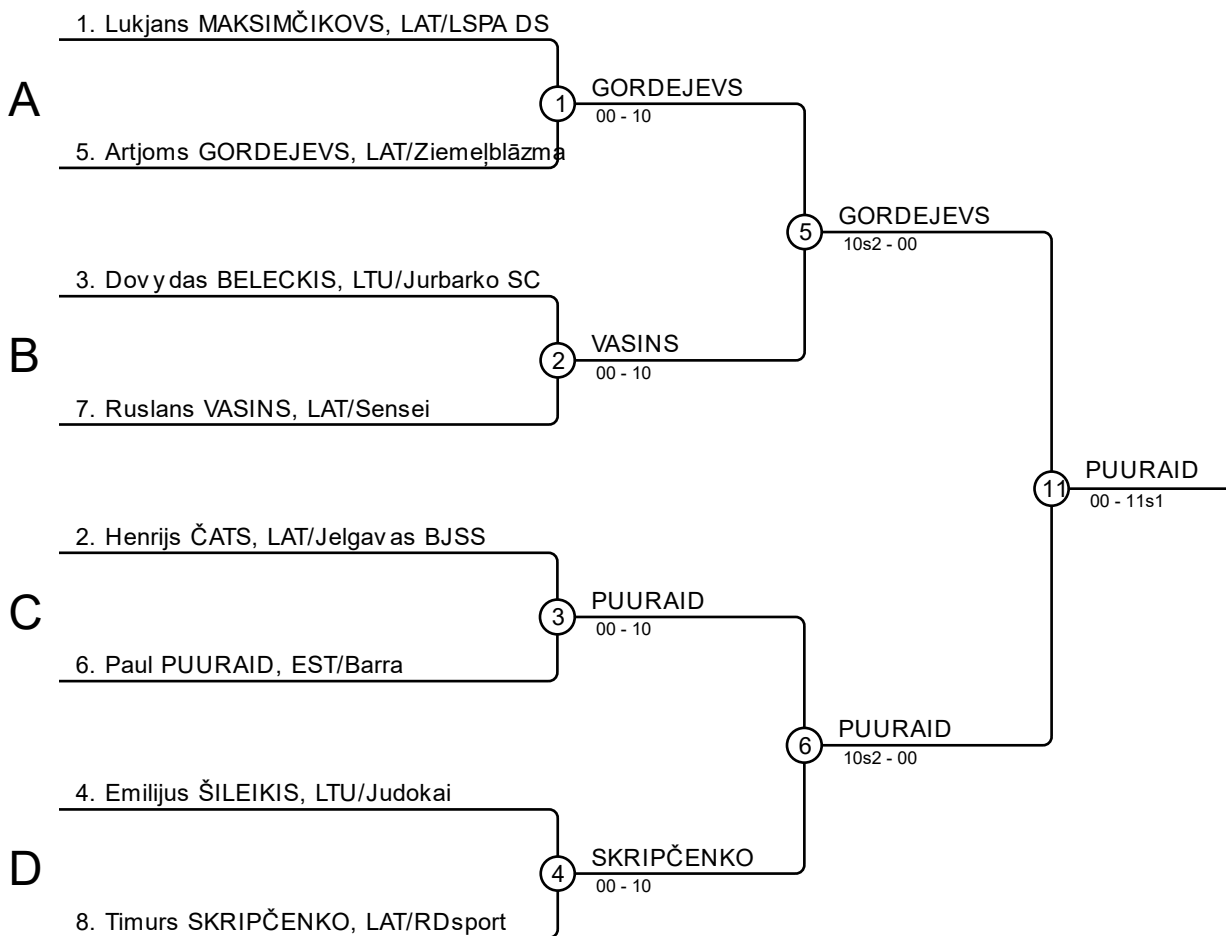 1. Lukjans MAKSIMČIKOVS, LAT/LSPA DS
A
1
GORDEJEVS
00 - 10
5. Artjoms GORDEJEVS, LAT/Ziemeļblāzma
5
GORDEJEVS
10s2 - 00
3. Dovydas BELECKIS, LTU/Jurbarko SC
B
2
VASINS
00 - 10
7. Ruslans VASINS, LAT/Sensei
11
PUURAID
00 - 11s1
2. Henrijs ČATS, LAT/Jelgavas BJSS
C
3
PUURAID
00 - 10
6. Paul PUURAID, EST/Barra
6
PUURAID
10s2 - 00
4. Emilijus ŠILEIKIS, LTU/Judokai
D
4
SKRIPČENKO
00 - 10
8. Timurs SKRIPČENKO, LAT/RDsport